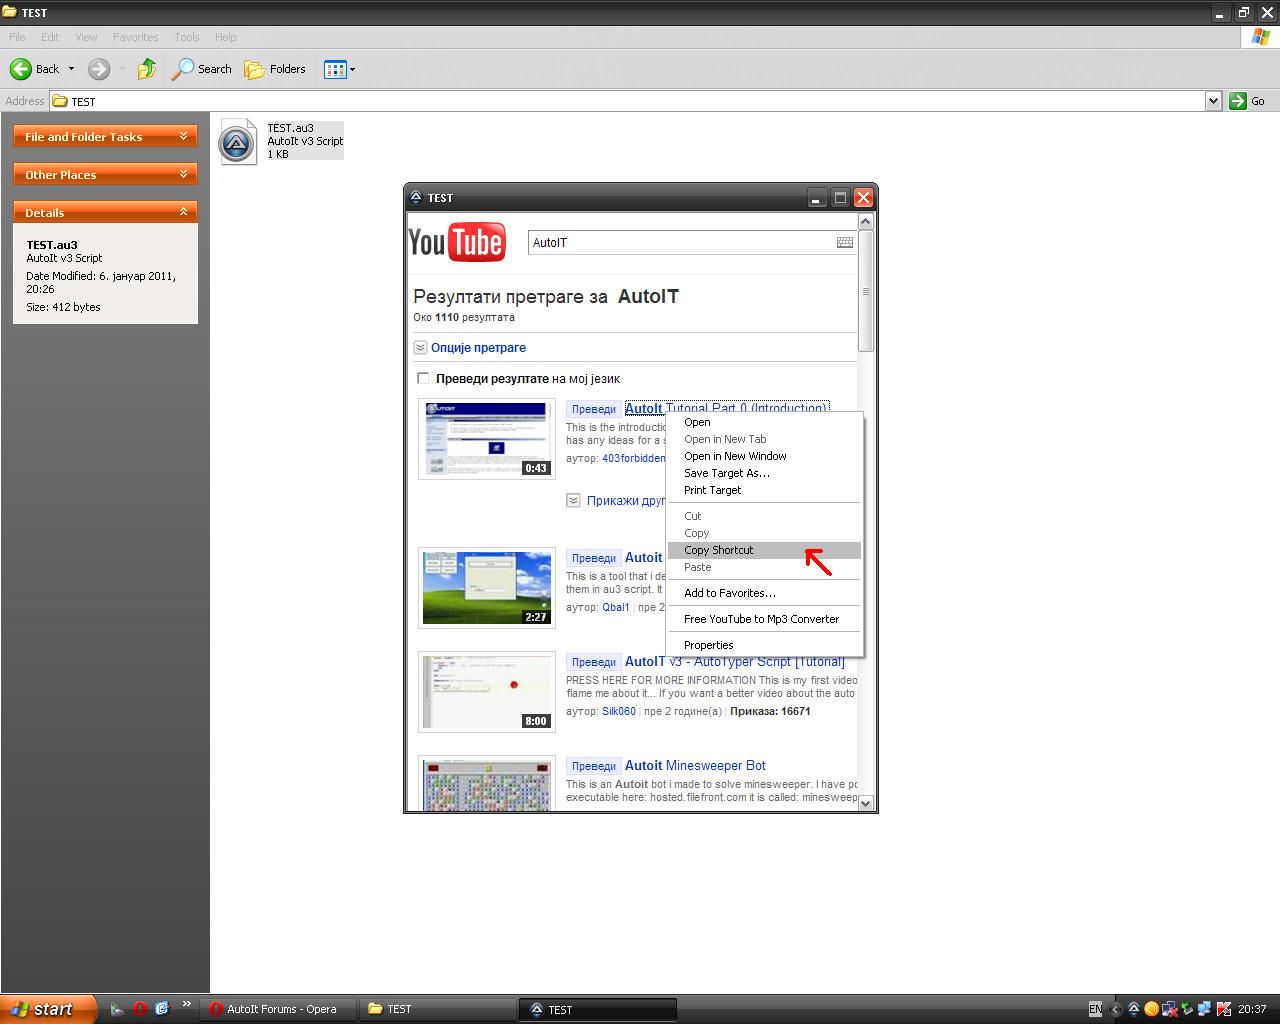 TEST
File Edit View Favorites Tools Help
Back Search Folders
Address TEST Go
File and Folder Tasks
Other Places
Details
TEST.au3
AutoIt v3 Script
Date Modified: 6. јануар 2011,
20:26
Size: 412 bytes
TEST.au3
AutoIt v3 Script
1 KB
TEST
You Tube AutoIT
Резултати претраге за AutoIT
Око 1110 резултата
Опције претраге
Преведи резултате на мој језик
Преведи AutoIt Tutorial Part 0 (Introduction)
This is the introduction
has any ideas for a s
аутор: 403forbidden
0:43
Прикажи друг
Преведи Autoit
This is a tool that i de
them in au3 script. It
аутор: Qbal1 | пре 2
2:27
Open
Open in New Tab
Open in New Window
Save Target As...
Print Target
Cut
Copy
Copy Shortcut
Paste
Add to Favorites...
Free YouTube to Mp3 Converter
Properties
Преведи AutoIT v3 - AutoTyper Script [Tutorial]
PRESS HERE FOR MORE INFORMATION This is my first video
flame me about it... If you want a better video about the auto
аутор: Silk060 | пре 2 године(а) | Приказа: 16671
8:00
Преведи Autoit Minesweeper Bot
This is an Autoit bot i made to solve minesweeper. I have po
executable here: hosted.filefront.com it is called: minesweep
start AutoIt Forums - Opera TEST TEST EN 20:37